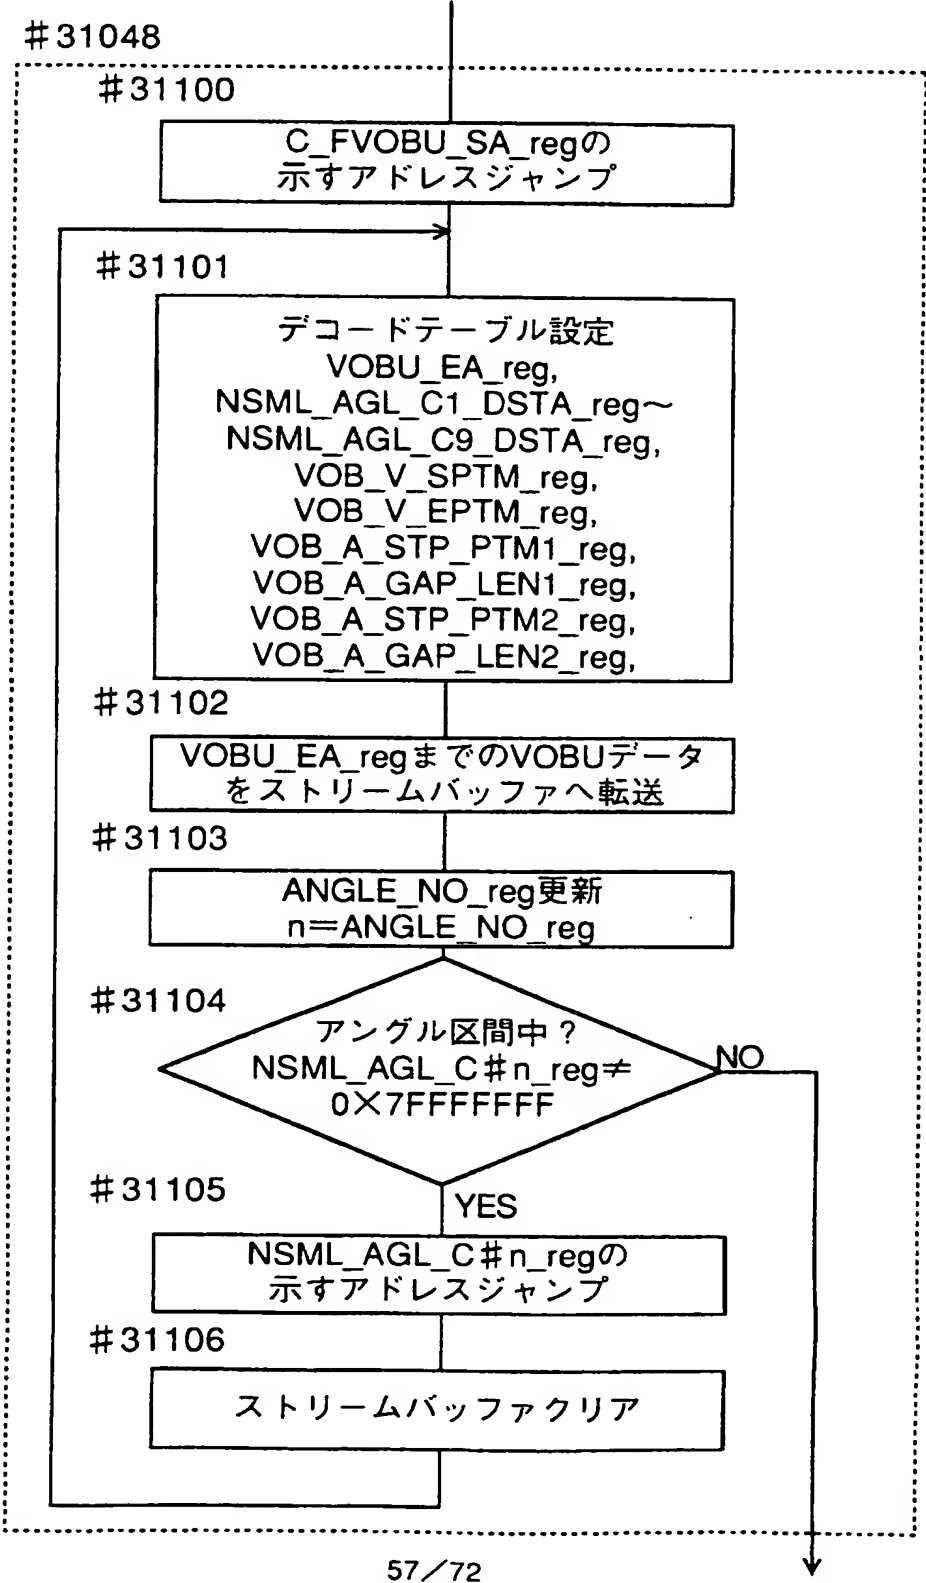 #31048
#31100
C_FVOBU_SA_regの
示すアドレスジャンプ
#31101
デコードテーブル設定
VOBU_EA_reg,
NSML_AGL_C1_DSTA_reg～
NSML_AGL_C9_DSTA_reg,
VOB_V_SPTM_reg,
VOB_V_EPTM_reg,
VOB_A_STP_PTM1_reg,
VOB_A_GAP_LEN1_reg,
VOB_A_STP_PTM2_reg,
VOB_A_GAP_LEN2_reg,
#31102
VOBU_EA_regまでのVOBUデータ
をストリームバッファへ転送
#31103
ANGLE_NO_reg更新
n＝ANGLE_NO_reg
#31104
アングル区間中？
NSML_AGL_C#n_reg≠
0×7FFFFFFF
NO
#31105
YES
NSML_AGL_C#n_regの
示すアドレスジャンプ
#31106
ストリームバッファクリア
57／72